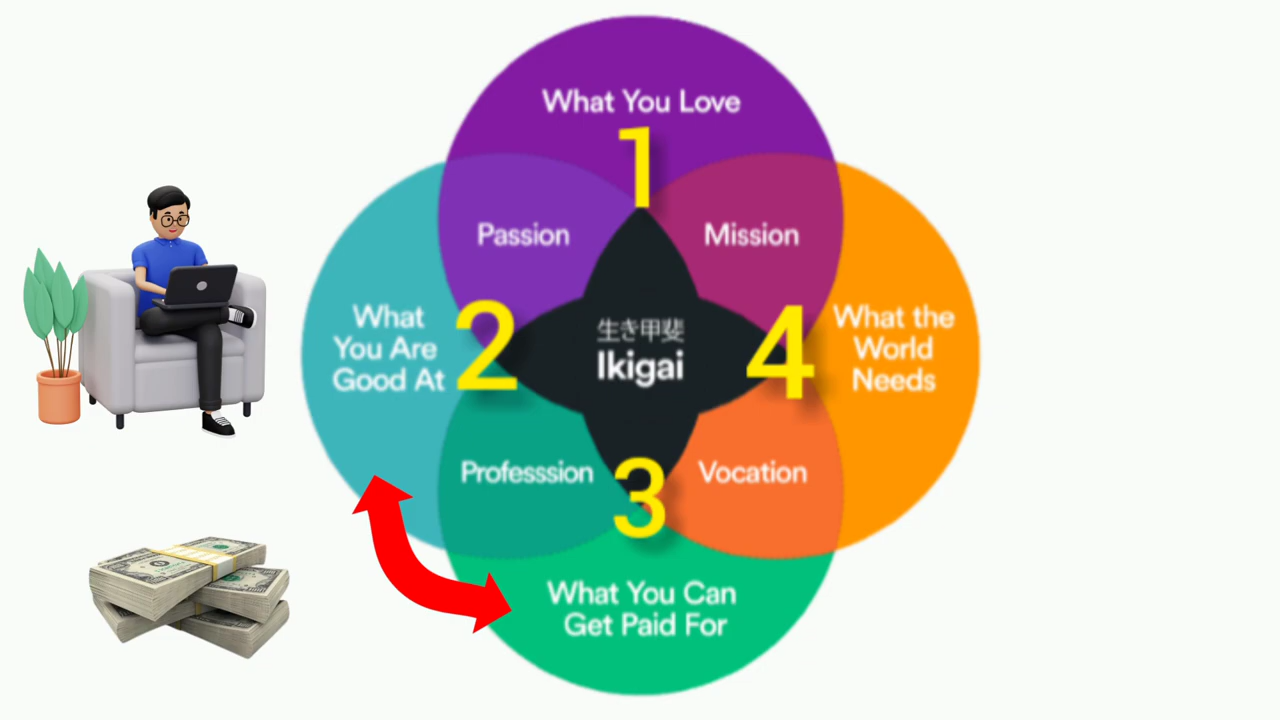 What You Love
1
Passion
Mission
What
You Are
Good At
2
生き甲斐
Ikigai
4
What the
World
Needs
Professsion
3
Vocation
What You Can
Get Paid For